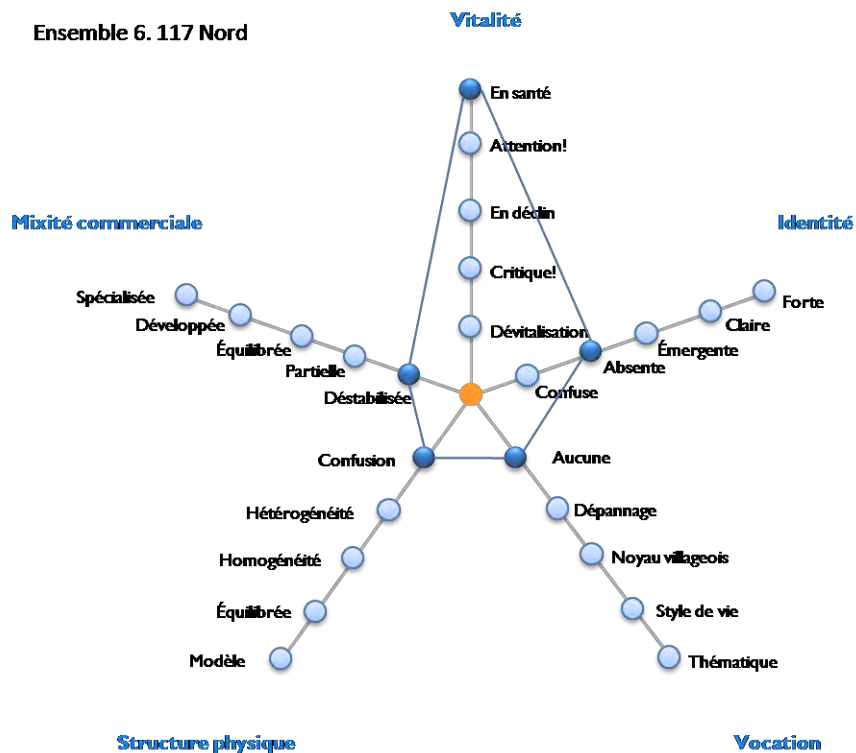 Ensemble 6. 117 Nord
Vitalité
En santé
Attention!
En déclin
Critique!
Dévitalisation
Mixité commerciale
Spécialisée
Développée
Équilibrée
Partielle
Déstabilisée
Identité
Forte
Claire
Émergente
Absente
Confuse
Confusion
Hétérogénéité
Homogénéité
Équilibrée
Modèle
Structure physique
Aucune
Dépannage
Noyau villageois
Style de vie
Thématique
Vocation